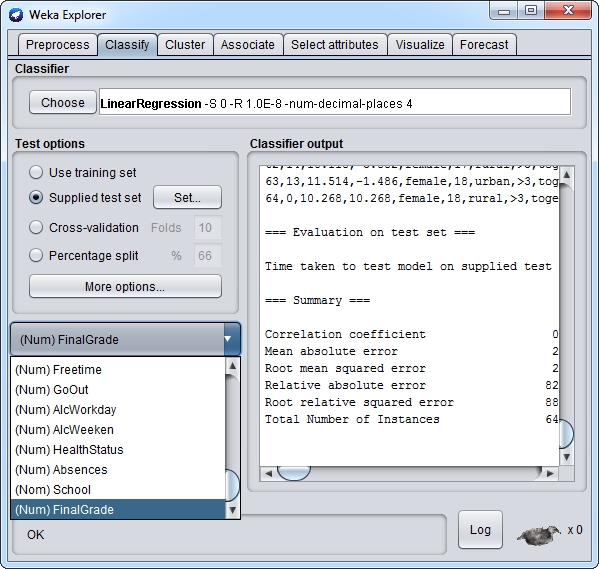 Weka Explorer
Preprocess Classify Cluster Associate Select attributes Visualize Forecast
Classifier
Choose LinearRegression -S 0 -R 1.0E-8 -num-decimal-places 4
Test options
Use training set
Supplied test set Set...
Cross-validation Folds 10
Percentage split % 66
More options...
(Num) FinalGrade
(Num) Freetime
(Num) GoOut
(Num) AlcWorkday
(Num) AlcWeeken
(Num) HealthStatus
(Num) Absences
(Nom) School
(Num) FinalGrade
Classifier output
63,13,11.514,-1.486,female,18,urban,>3,tog
64,0,10.268,10.268,female,18,rural,>3,toge
=== Evaluation on test set ===
Time taken to test model on supplied test
=== Summary ===
Correlation coefficient 0
Mean absolute error 2
Root mean squared error 2
Relative absolute error 82
Root relative squared error 88
Total Number of Instances 64
OK
Log
x 0